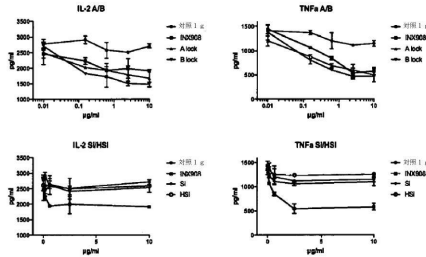 IL-2 A/B
3500
3000
2500
2000
1500
1000
pg/ml
0.01
0.1
1
10
μg/ml
对照 I g
INX908
A lock
B lock
TNFa A/B
1500
1000
500
0
pg/ml
0.01
0.1
1
10
μg/ml
对照 I g
INX908
A lock
B lock
IL-2 Si/HSI
3500
3000
2500
2000
1500
1000
pg/ml
0
5
10
μg/ml
对照 I g
INX908
Si
HSi
TNFa Si/HSI
1500
1000
500
0
pg/ml
0
5
10
μg/ml
对照 I g
INX908
Si
HSi